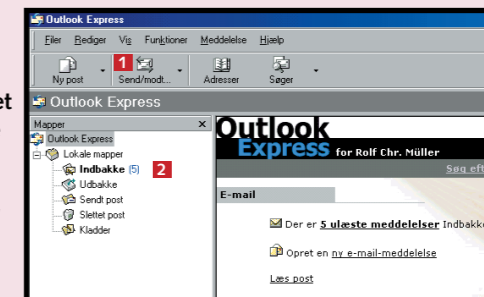 Outlook Express
Filer Rediger Vis Funktioner Meddelelse Hjælp
1
Ny post Send/modt... Adresser Søger
Outlook Express
et
Mapper x
Outlook Express
Lokale mapper
Indbakke (5) 2
Udbakke
Sendt post
Slettet post
Kladder
Outlook
Express for Rolf Chr. Müller
Søg eft
E-mail
Der er 5 ulæste meddelelser Indbakke
Opret en ny e-mail-meddelelse
Læs post